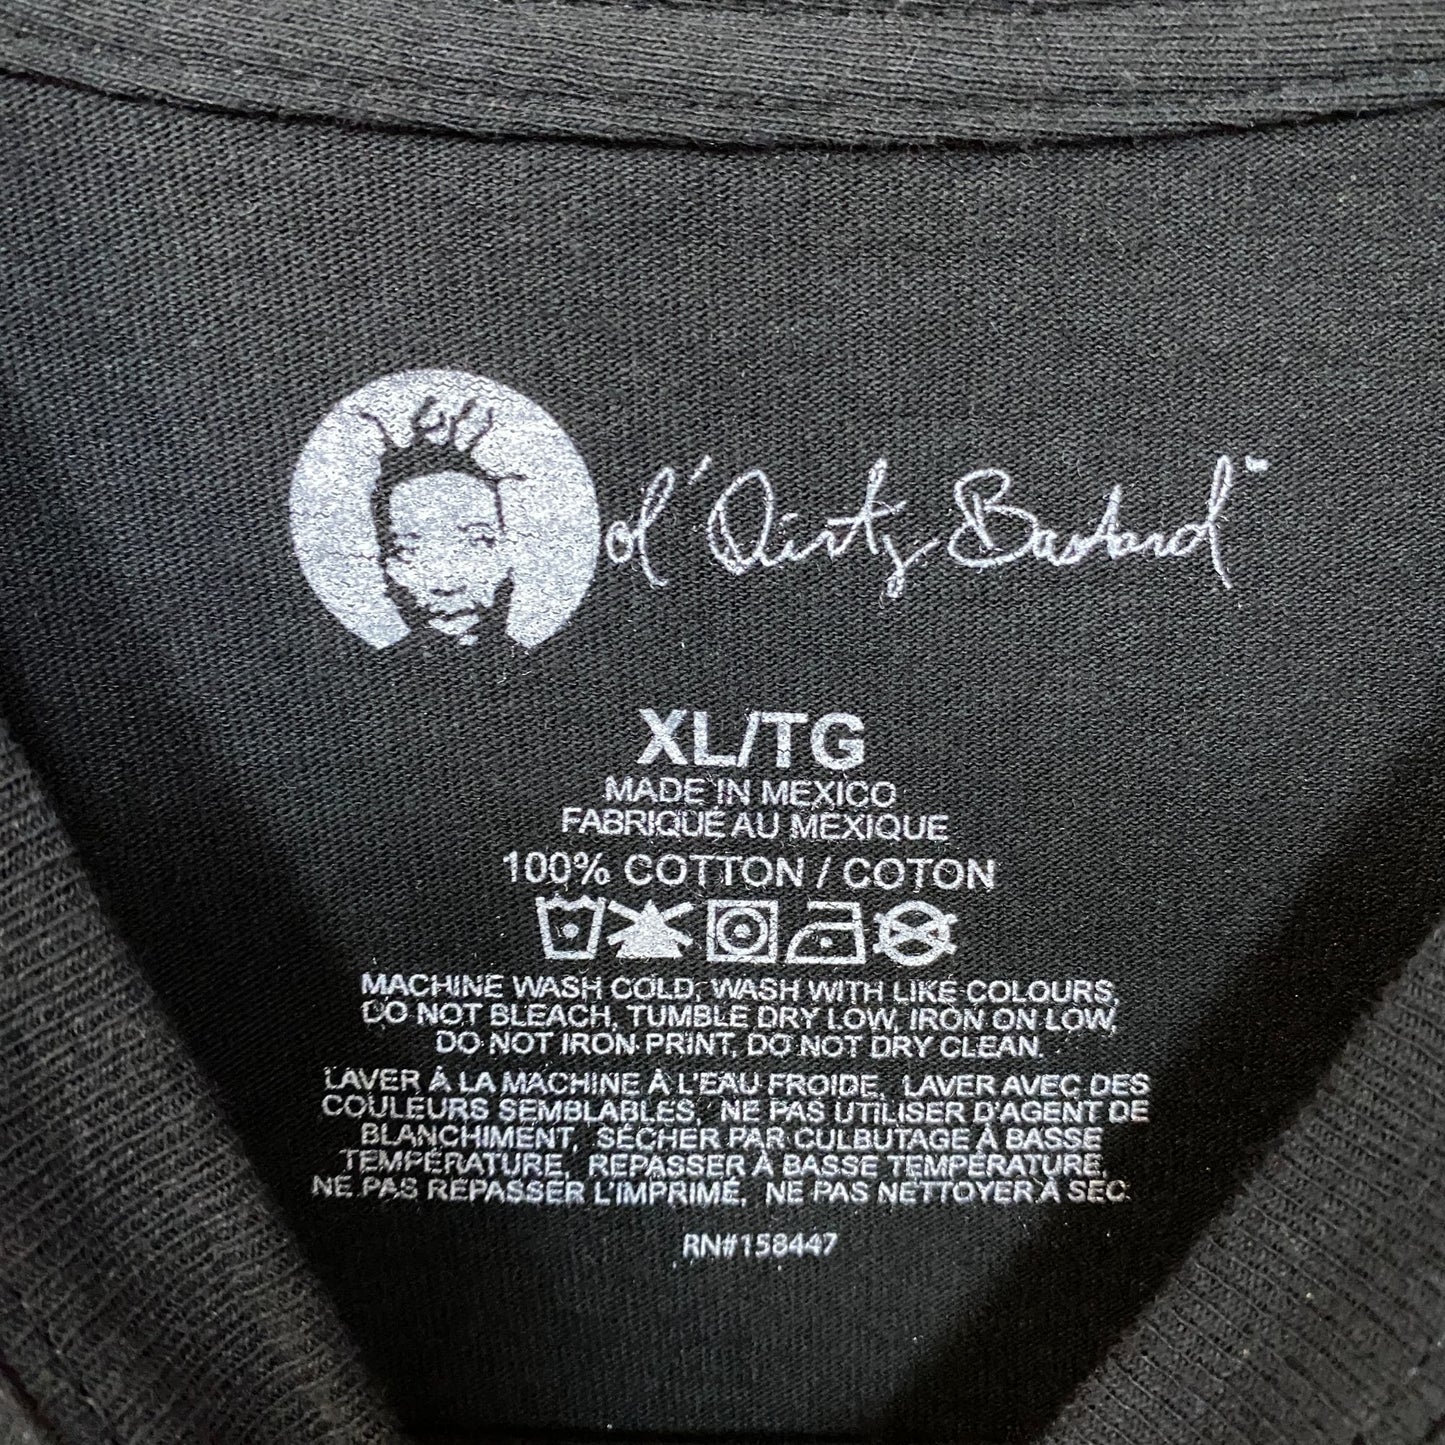 ol' Dirty Bastard"
XL/TG
MADE IN MEXICO
FABRIQUÉ AU MEXIQUE
100% COTTON / COTON
MACHINE WASH COLD, WASH WITH LIKE COLOURS,
DO NOT BLEACH, TUMBLE DRY LOW, IRON ON LOW,
DO NOT IRON PRINT, DO NOT DRY CLEAN.
LAVER À LA MACHINE À L'EAU FROIDE, LAVER AVEC DES
COULEURS SEMBLABLES, NE PAS UTILISER D'AGENT DE
BLANCHIMENT, SÉCHER PAR CULBUTAGE À BASSE
TEMPÉRATURE, REPASSER À BASSE TEMPÉRATURE,
NE PAS REPASSER L'IMPRIMÉ, NE PAS NETTOYER À SEC.
RN#158447